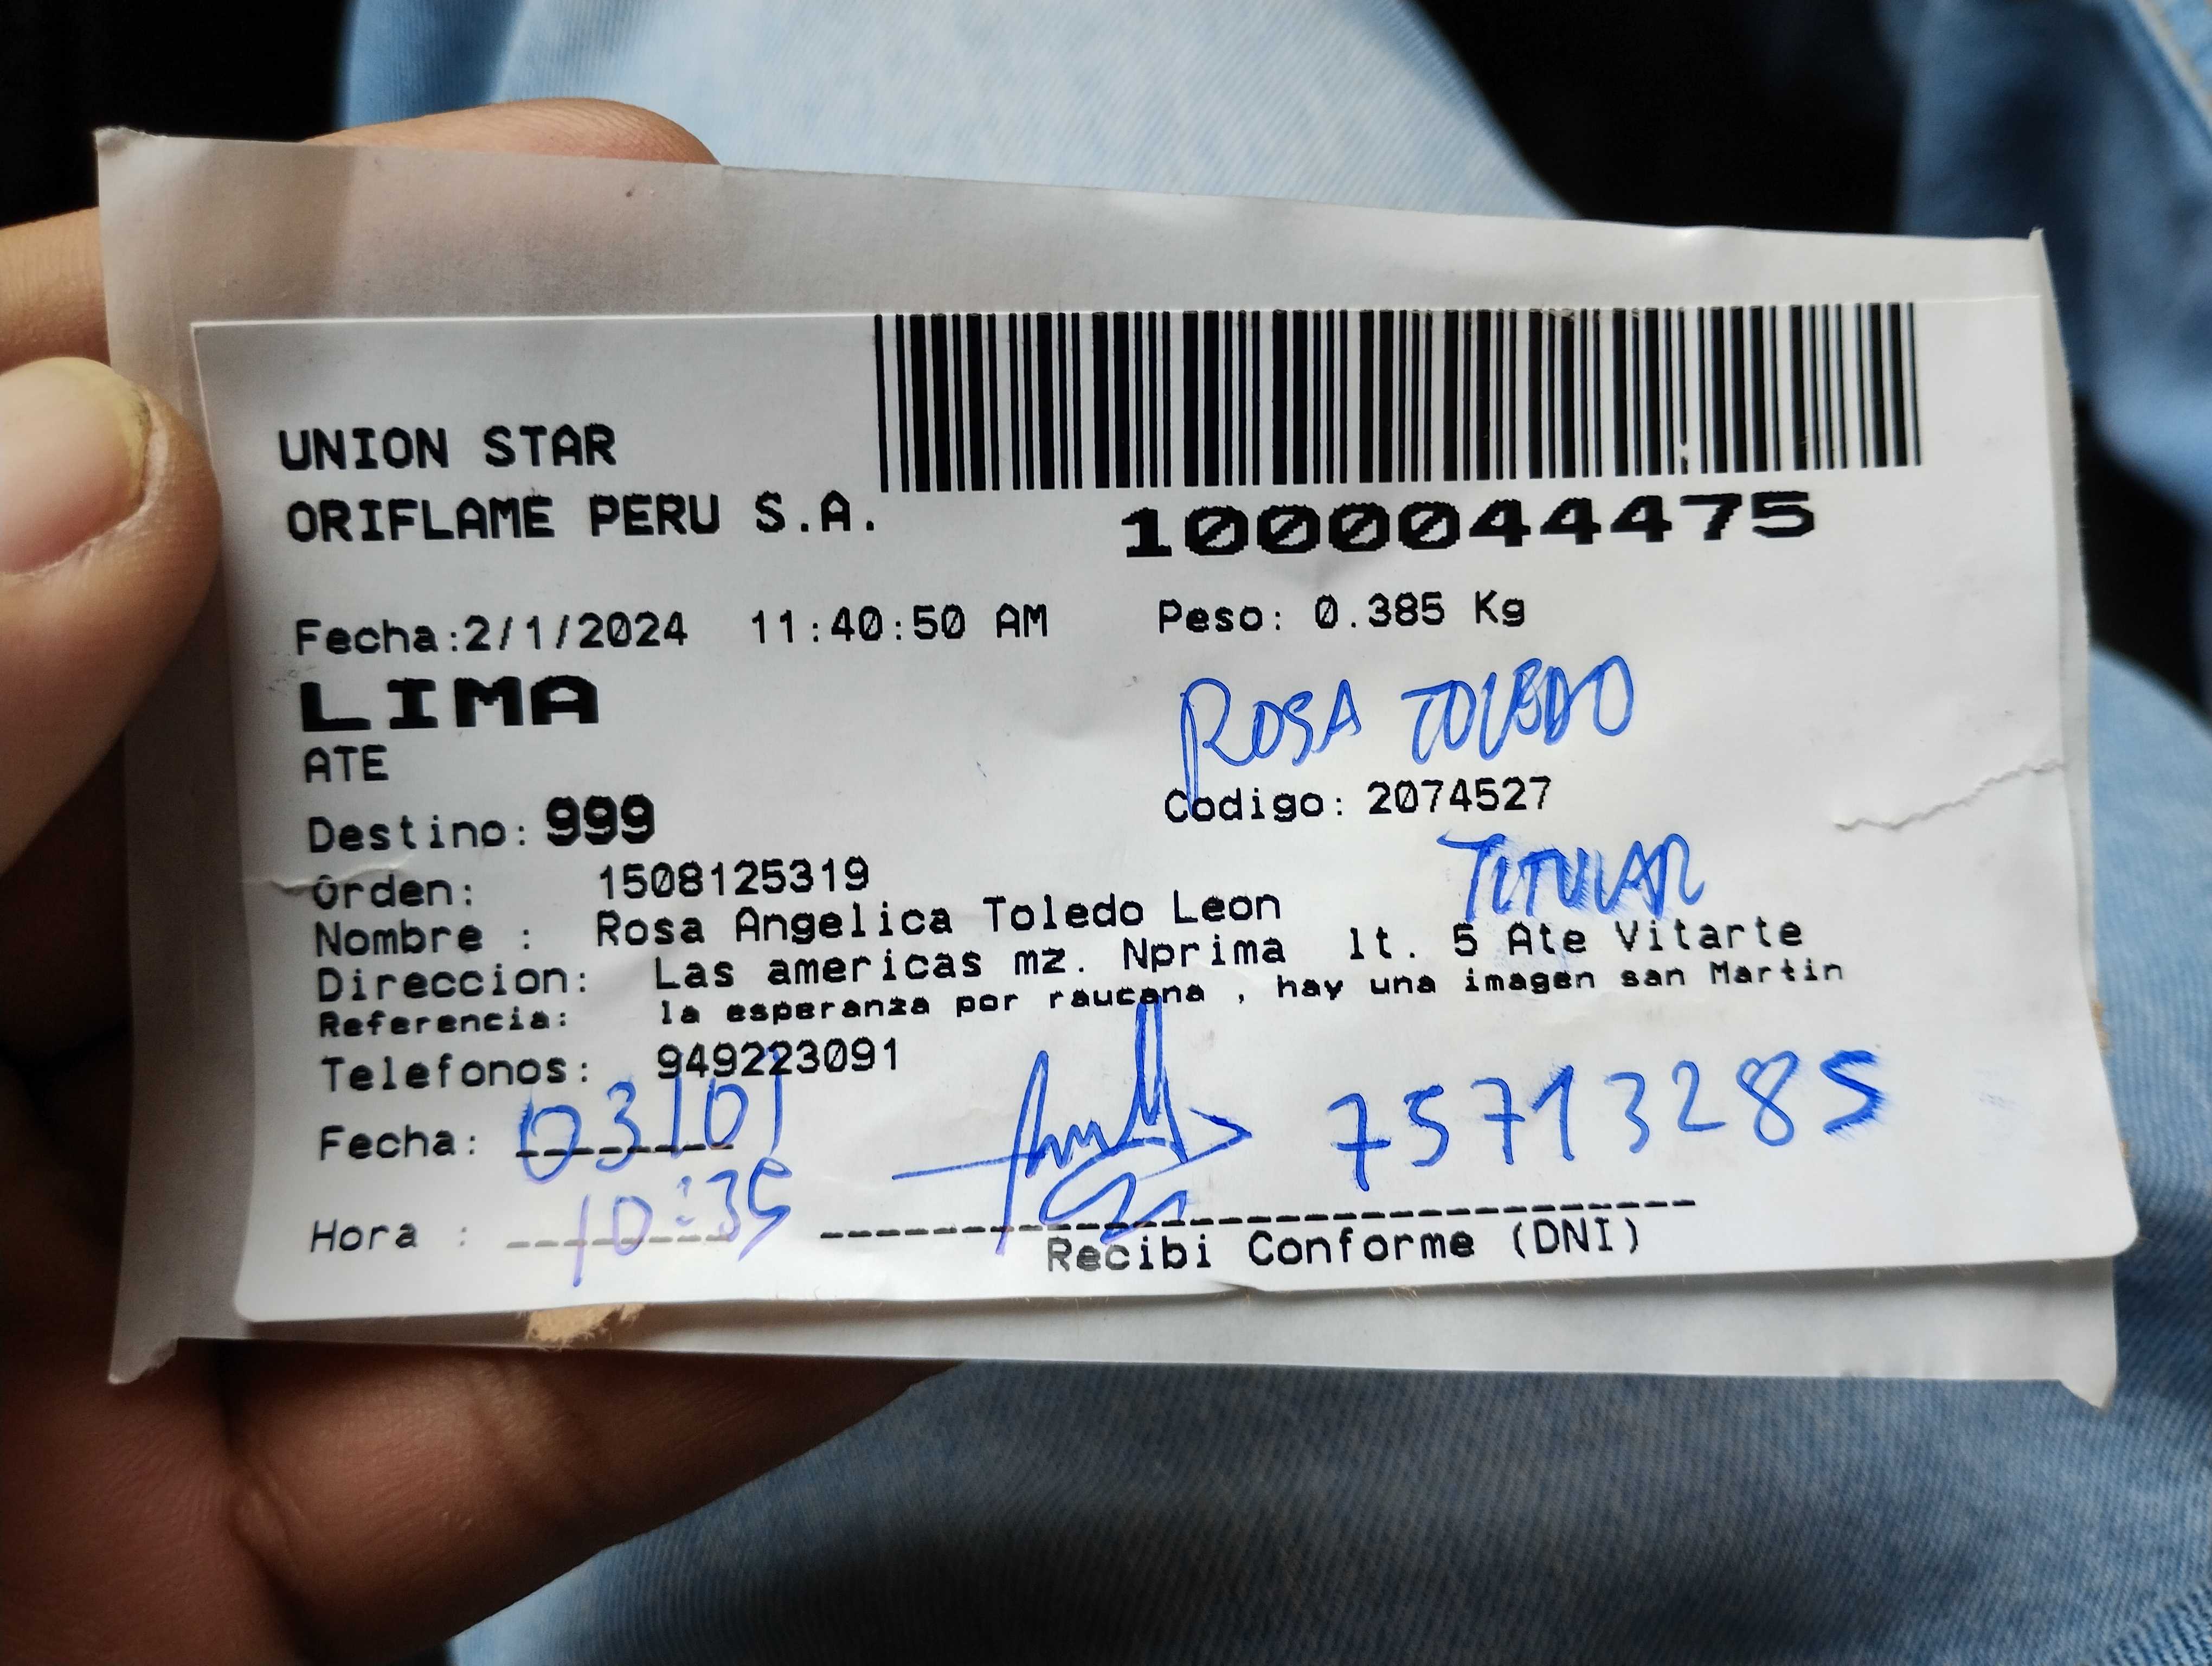 UNION STAR
ORIFLAME PERU S.A.
1000044475
Fecha:2/1/2024 11:40:50 AM Peso: 0.385 Kg
LIMA
ROSA TOLEDO
ATE
Codigo: 2074527
Destino: 999
TITULAR
Orden: 1508125319
Nombre : Rosa Angelica Toledo Leon
Direccion: Las americas mz. Nprima lt. 5 Ate Vitarte
Referencia: la esperanza por raucana , hay una imagen san Martin
Telefonos: 949223091
Fecha: 03/01 75713285
Hora : 10:35
Recibi Conforme (DNI)